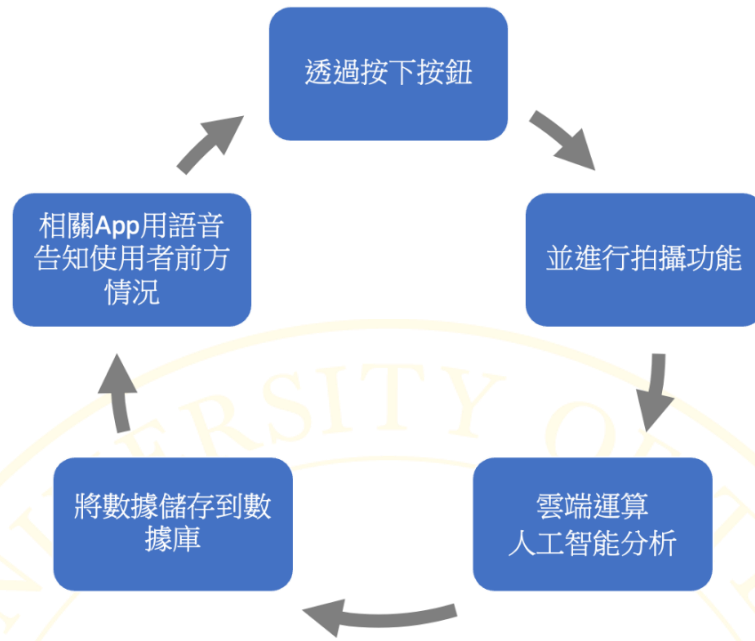 透過按下按鈕
並進行拍攝功能
雲端運算
人工智能分析
將數據儲存到數
據庫
相關App用語音
告知使用者前方
情況
UNIVERSITY OF